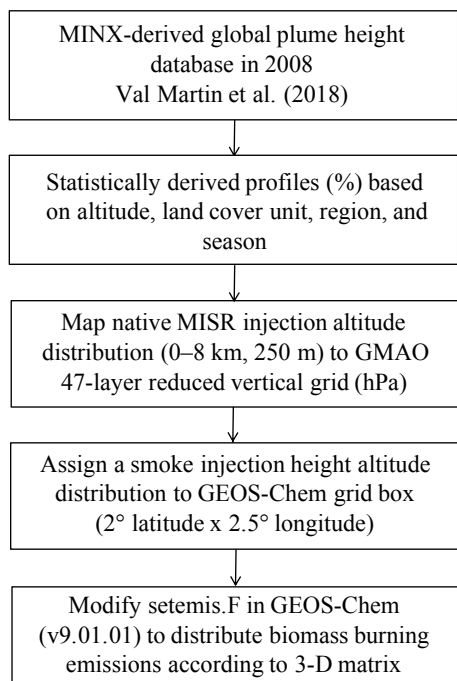 MINX-derived global plume height
database in 2008
Val Martin et al. (2018)
Statistically derived profiles (%) based
on altitude, land cover unit, region, and
season
Map native MISR injection altitude
distribution (0–8 km, 250 m) to GMAO
47-layer reduced vertical grid (hPa)
Assign a smoke injection height altitude
distribution to GEOS-Chem grid box
(2° latitude x 2.5° longitude)
Modify setemis.F in GEOS-Chem
(v9.01.01) to distribute biomass burning
emissions according to 3-D matrix